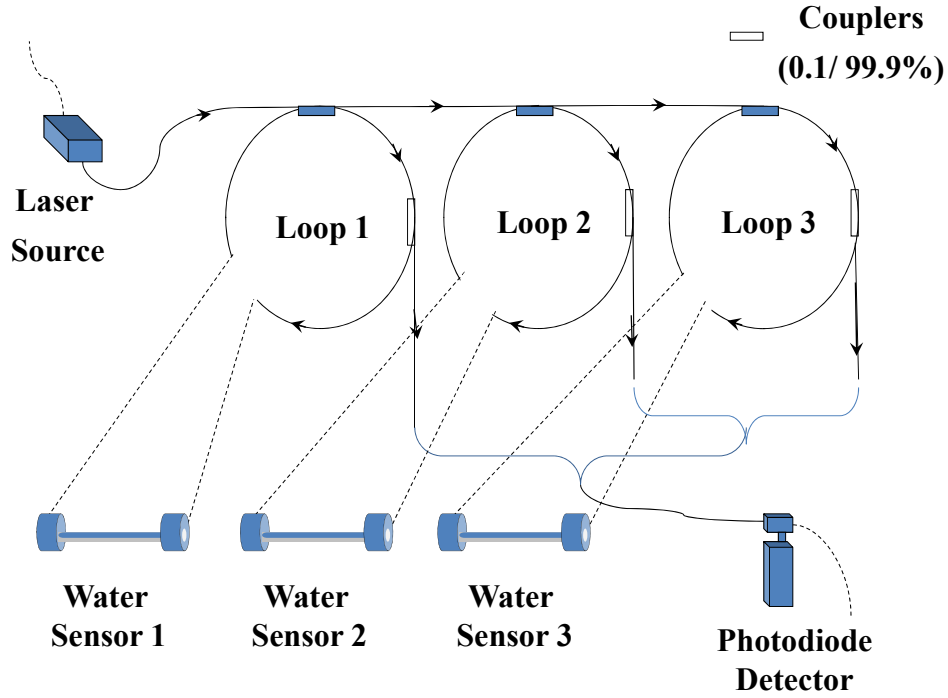 Couplers
(0.1/ 99.9%)
Laser
Source
Loop 1
Loop 2
Loop 3
Water
Sensor 1
Water
Sensor 2
Water
Sensor 3
Photodiode
Detector